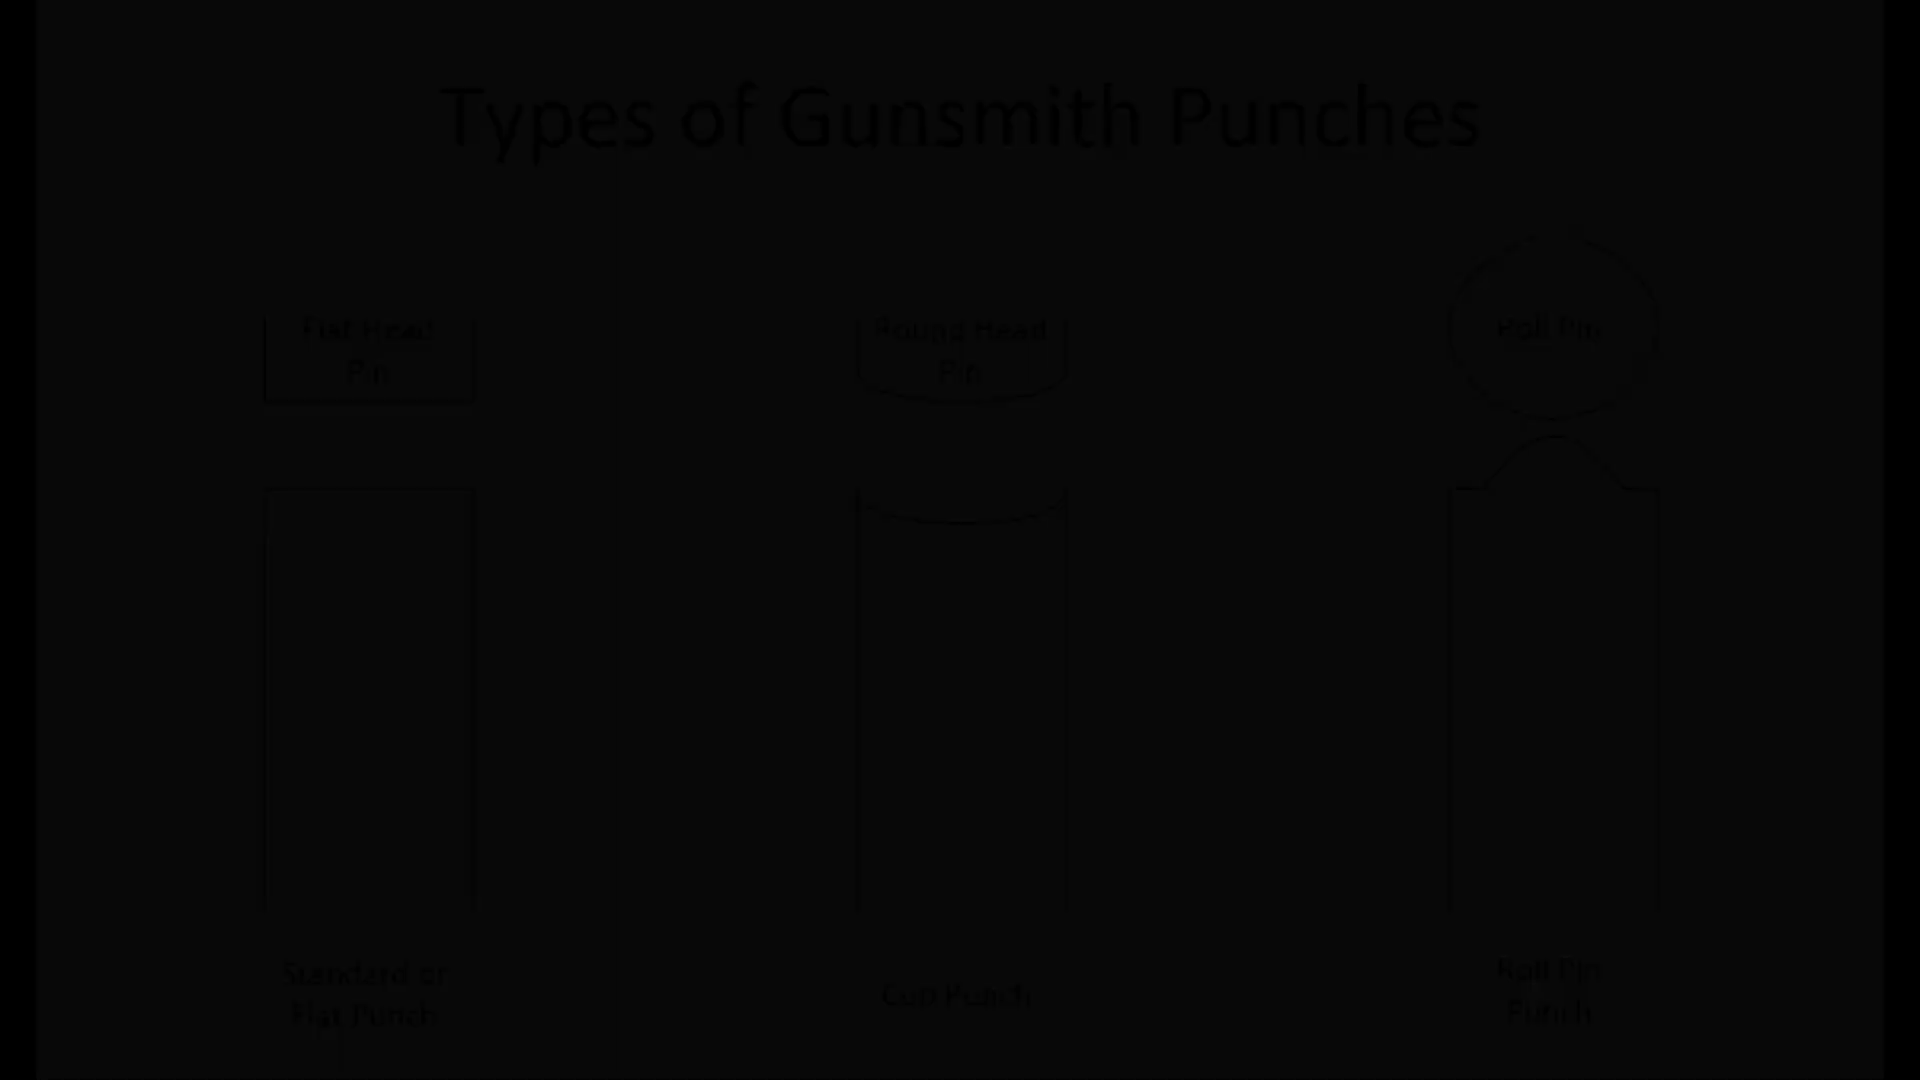 Types of Gunsmith Punches
Flat Head
Pin
Round Head
Pin
Roll Pin
Standard or
Flat Punch
Cup Punch
Roll Pin
Punch